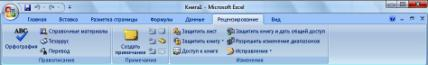 Книга1 - Microsoft Excel
Главная Вставка Разметка страницы Формулы Данные Рецензирование Вид
ABC Справочные материалы Защитить лист Защитить книгу и дать общий доступ
Орфография Тезаурус Создать примечание Защитить книгу Разрешить изменение диапазонов
Перевод Доступ к книге Исправления
Правописание Примечания Изменения